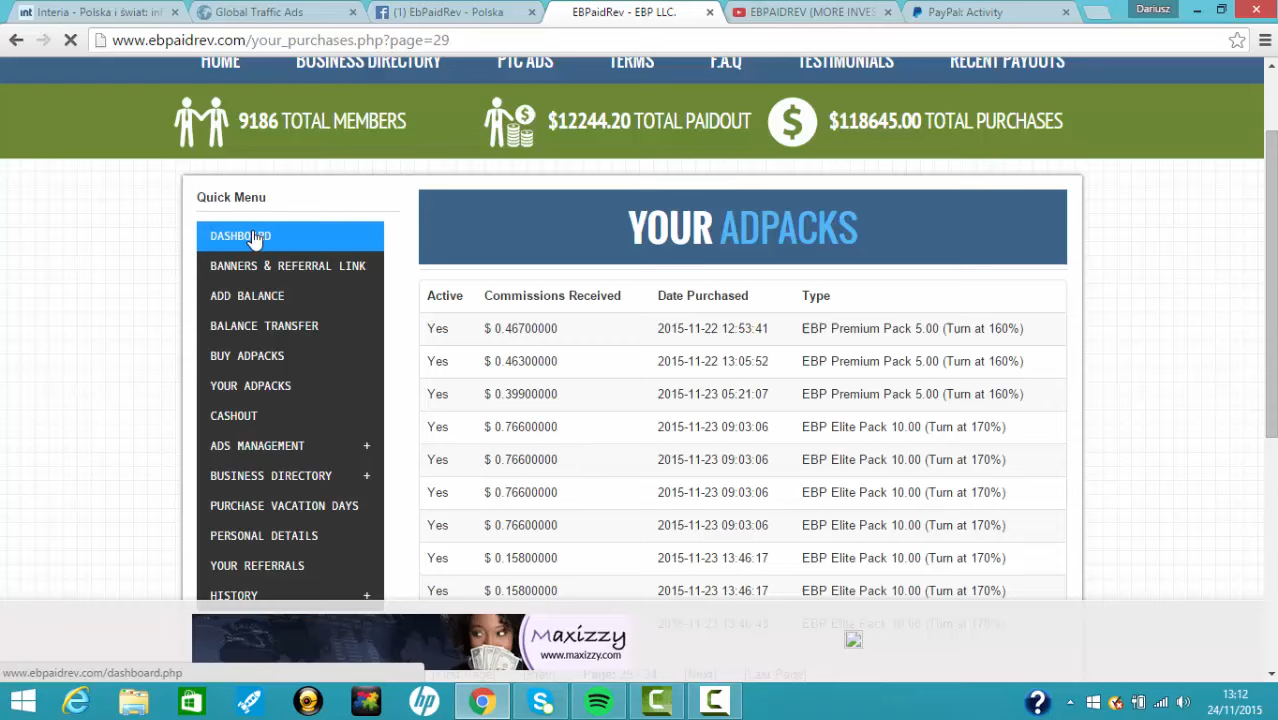 Interia - Polska i świat: inf
Global Traffic Ads
(1) EbPaidRev - Polska
EBPaidRev - EBP LLC.
EBPAIDREV (MORE INVES
PayPal: Activity
Dariusz
www.ebpaidrev.com/your_purchases.php?page=29
HOME BUSINESS DIRECTORY PTC ADS TERMS F.A.Q TESTIMONIALS RECENT PAYOUTS
9186 TOTAL MEMBERS $12244.20 TOTAL PAIDOUT $118645.00 TOTAL PURCHASES
Quick Menu
DASHBOARD
BANNERS & REFERRAL LINK
ADD BALANCE
BALANCE TRANSFER
BUY ADPACKS
YOUR ADPACKS
CASHOUT
ADS MANAGEMENT +
BUSINESS DIRECTORY +
PURCHASE VACATION DAYS
PERSONAL DETAILS
YOUR REFERRALS
HISTORY +
YOUR ADPACKS
Active Commissions Received Date Purchased Type
Yes $ 0.46700000 2015-11-22 12:53:41 EBP Premium Pack 5.00 (Turn at 160%)
Yes $ 0.46300000 2015-11-22 13:05:52 EBP Premium Pack 5.00 (Turn at 160%)
Yes $ 0.39900000 2015-11-23 05:21:07 EBP Premium Pack 5.00 (Turn at 160%)
Yes $ 0.76600000 2015-11-23 09:03:06 EBP Elite Pack 10.00 (Turn at 170%)
Yes $ 0.76600000 2015-11-23 09:03:06 EBP Elite Pack 10.00 (Turn at 170%)
Yes $ 0.76600000 2015-11-23 09:03:06 EBP Elite Pack 10.00 (Turn at 170%)
Yes $ 0.76600000 2015-11-23 09:03:06 EBP Elite Pack 10.00 (Turn at 170%)
Yes $ 0.15800000 2015-11-23 13:46:17 EBP Elite Pack 10.00 (Turn at 170%)
Yes $ 0.15800000 2015-11-23 13:46:17 EBP Elite Pack 10.00 (Turn at 170%)
EBP Elite Pack 10.00 (Turn at 170%)
Maxizzy
www.maxizzy.com
www.ebpaidrev.com/dashboard.php
13:12
24/11/2015